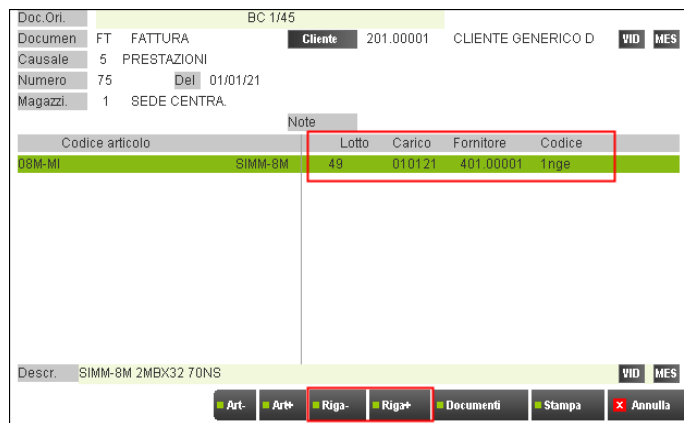 Doc.Ori. BC 1/45
Documen FT FATTURA Cliente 201.00001 CLIENTE GENERICO D VID MES
Causale 5 PRESTAZIONI
Numero 75 Del 01/01/21
Magazzi. 1 SEDE CENTRA.
Note
Codice articolo Lotto Carico Fornitore Codice
08M-MI SIMM-8M 49 010121 401.00001 1nge
Descr. SIMM-8M 2MBX32 70NS VID MES
Art- Art+ Riga- Riga+ Documenti Stampa x Annulla